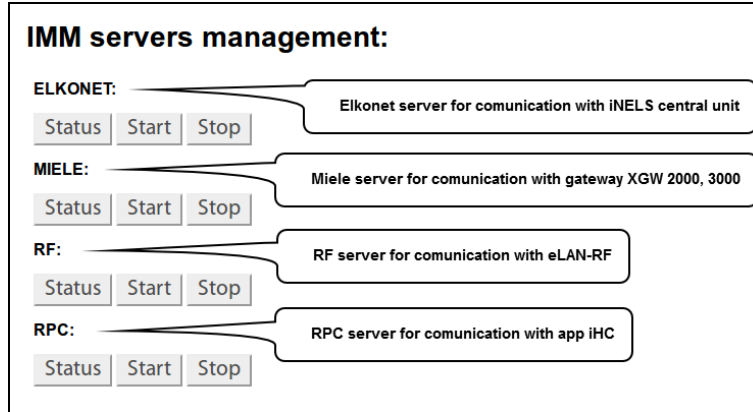 IMM servers management:
ELKONET:
Elkonet server for comunication with iNELS central unit
Status Start Stop
MIELE:
Miele server for comunication with gateway XGW 2000, 3000
Status Start Stop
RF:
RF server for comunication with eLAN-RF
Status Start Stop
RPC:
RPC server for comunication with app iHC
Status Start Stop